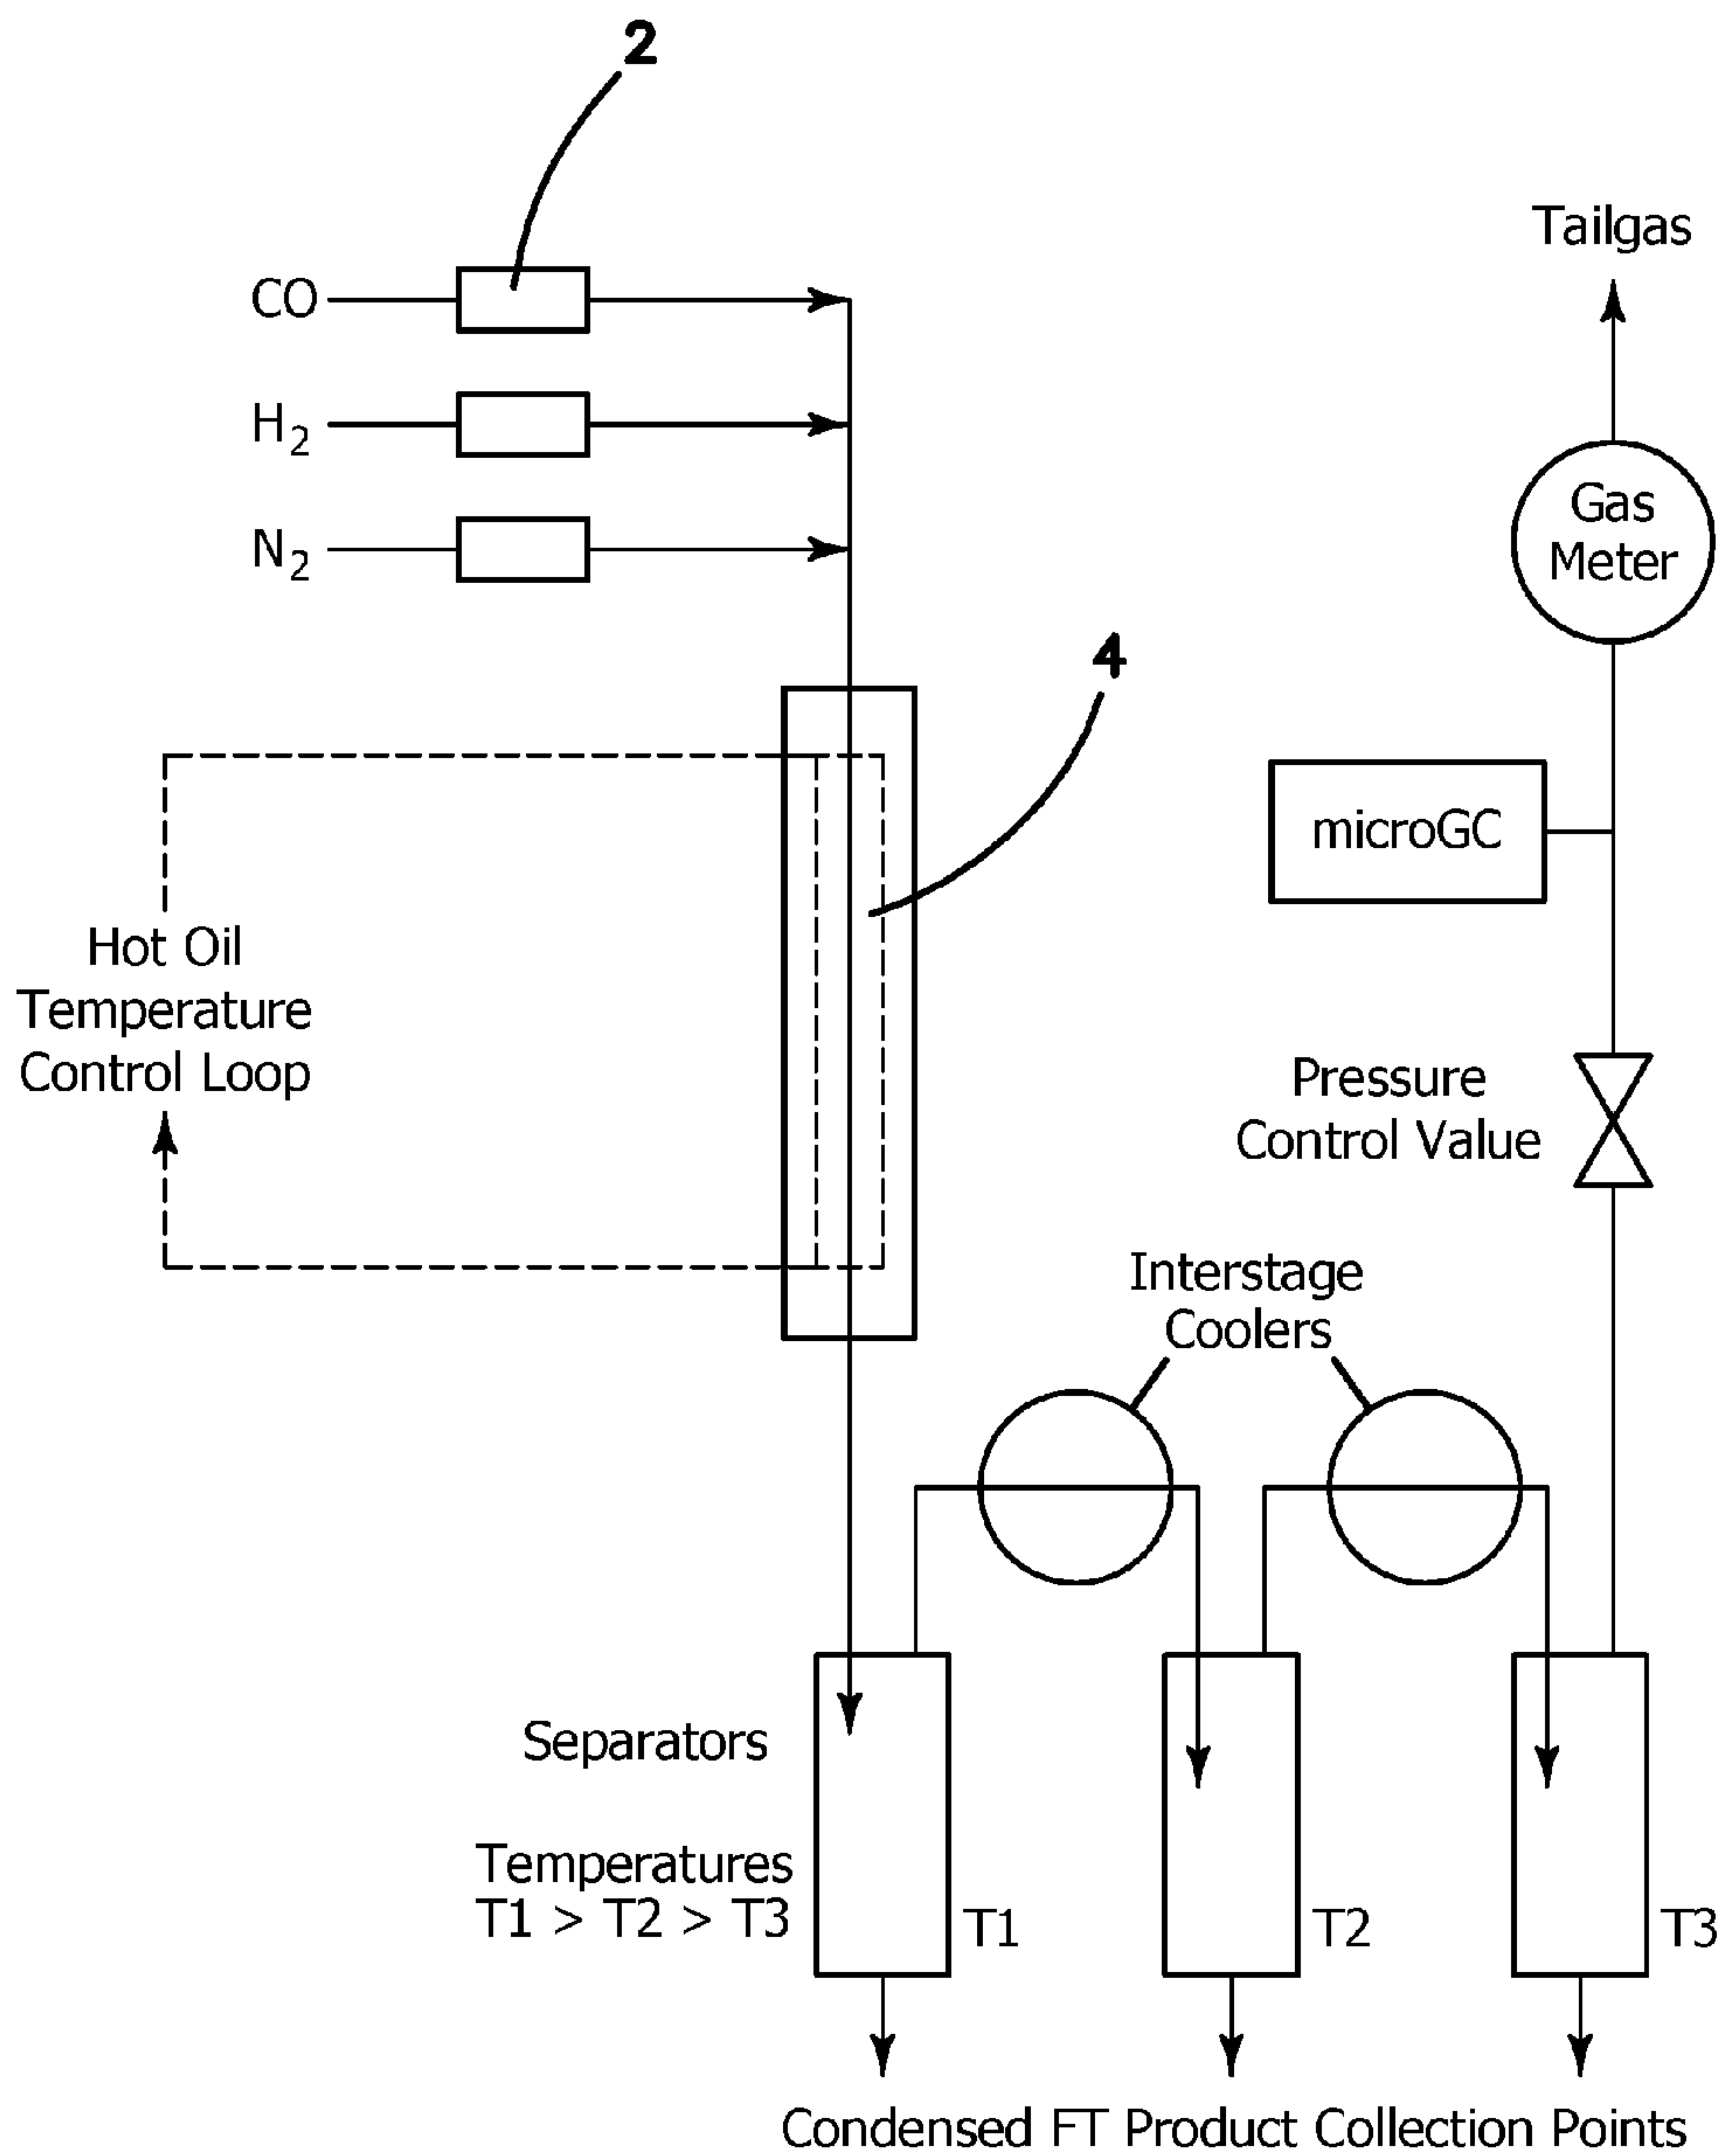 2
CO
H2
N2
Tailgas
Gas
Meter
4
microGC
Hot Oil
Temperature
Control Loop
Pressure
Control Value
Interstage
Coolers
Separators
Temperatures
T1 > T2 > T3
T1
T2
T3
Condensed FT Product Collection Points